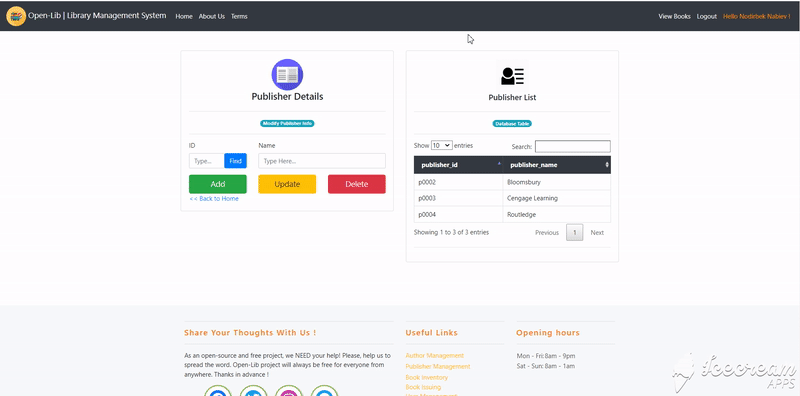 Open-Lib | Library Management System Home About Us Terms View Books Logout Hello Nodirbek Nabiev !
Publisher Details
Modify Publisher Info
ID Name
Type... Find Type Here...
Add Update Delete
<< Back to Home
Publisher List
Database Table
Show 10 entries Search:
publisher_id publisher_name
p0002 Bloomsbury
p0003 Cengage Learning
p0004 Routledge
Showing 1 to 3 of 3 entries Previous 1 Next
Share Your Thoughts With Us !
As an open-source and free project, we NEED your help! Please, help us to
spread the word. Open-Lib project will always be free for everyone from
anywhere. Thanks in advance !
Useful Links
Author Management
Publisher Management
Book Inventory
Book Issuing
Opening hours
Mon - Fri: 8am - 9pm
Sat - Sun: 8am - 1am
Icecream
APPS